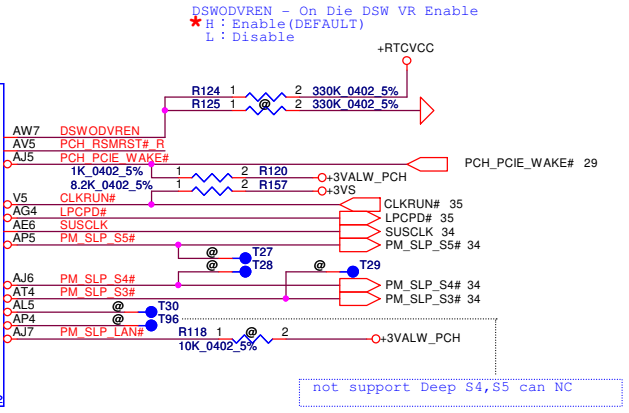 DSWODVREN - On Die DSW VR Enable
* H : Enable(DEFAULT)
L : Disable
+RTCVCC
R124 1 2 330K_0402_5%
R125 1 @ 2 330K_0402_5%
AW7 DSWODVREN
AV5 PCH_RSMRST#_R
AJ5 PCH_PCIE_WAKE# PCH_PCIE_WAKE# 29
1K_0402_5% 1 2 R120 +3VALW_PCH
8.2K_0402_5% 1 2 R157 +3VS
V5 CLKRUN# CLKRUN# 35
AG4 LPCPD# LPCPD# 35
AE6 SUSCLK SUSCLK 34
AP5 PM_SLP_S5# PM_SLP_S5# 34
@ T27
@ T28 @ T29
AJ6 PM_SLP_S4# PM_SLP_S4# 34
AT4 PM_SLP_S3# PM_SLP_S3# 34
AL5 @ T30
AP4 @ T96
AJ7 PM_SLP_LAN# R118 1 @ 2 +3VALW_PCH
10K_0402_5%
not support Deep S4,S5 can NC